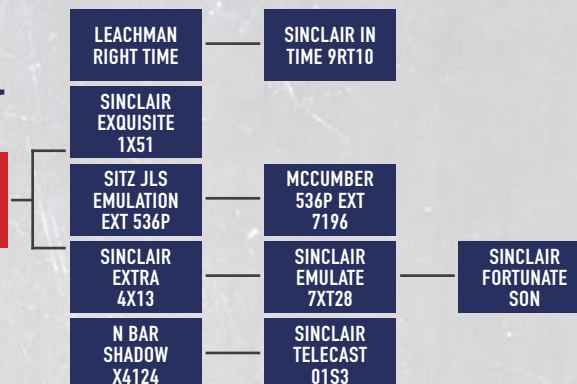 LEACHMAN
RIGHT TIME
SINCLAIR IN
TIME 9RT10
SINCLAIR
EXQUISITE
1X51
SITZ JLS
EMULATION
EXT 536P
MCCUMBER
536P EXT
7196
SINCLAIR
EXTRA
4X13
SINCLAIR
EMULATE
7XT28
SINCLAIR
FORTUNATE
SON
N BAR
SHADOW
X4124
SINCLAIR
TELECAST
01S3